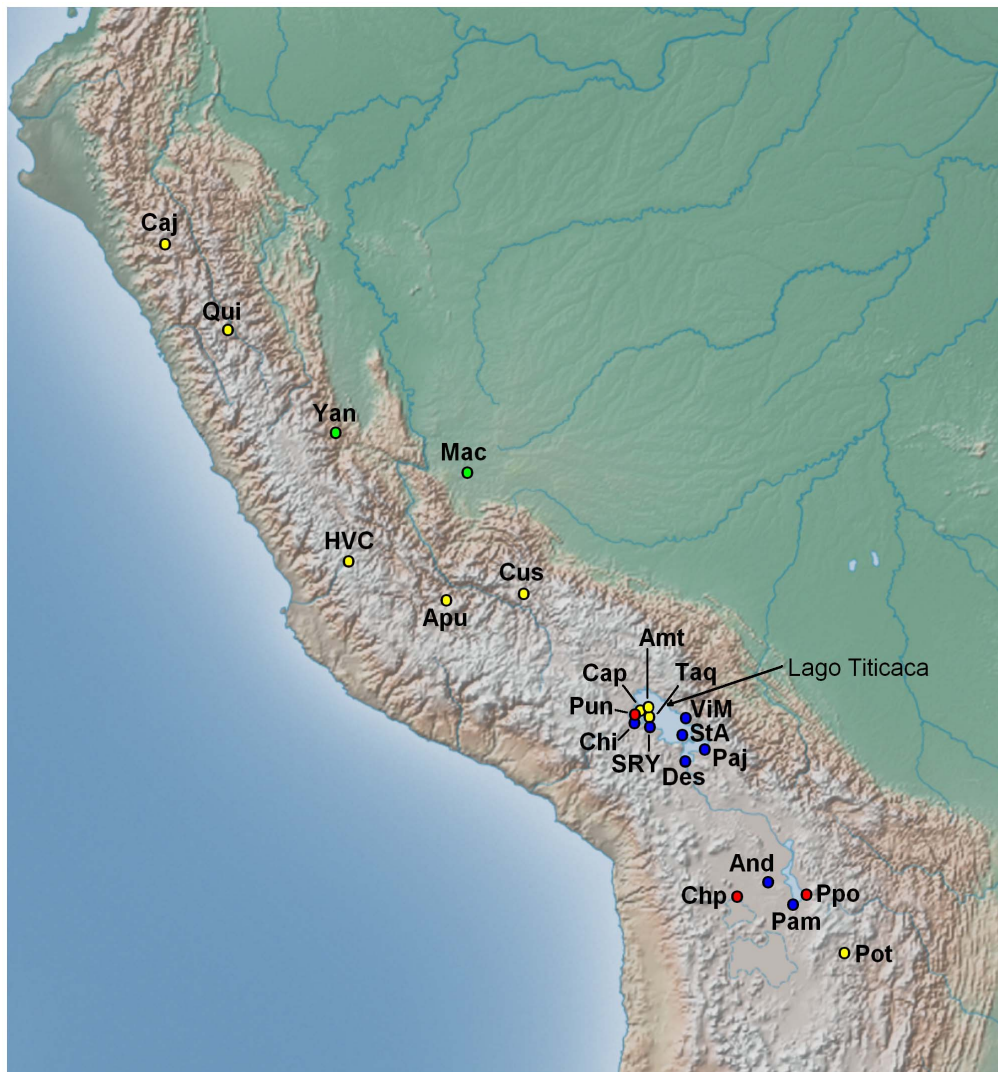 Caj
Qui
Yan
Mac
HVC
Cus
Apu
Amt
Cap
Taq
Lago Titicaca
Pun
ViM
Chi
StA
SRY
Paj
Des
And
Chp
Ppo
Pam
Pot